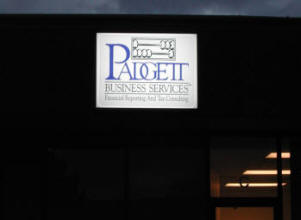 PADGETT
BUSINESS SERVICES
Financial Reporting And Tax Consulting